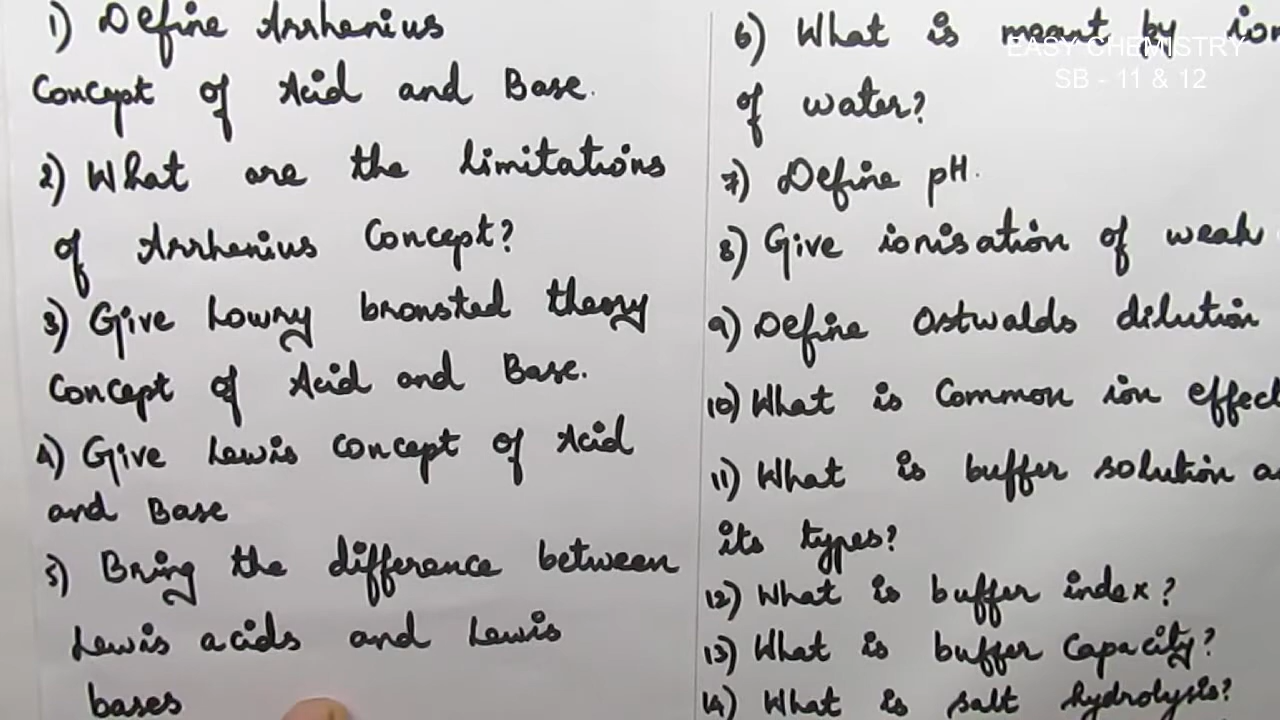 1) Define Arrhenius
Concept of Acid and Base.
2) What are the limitations
of Arrhenius Concept?
3) Give Lowry bronsted theory
Concept of Acid and Base.
4) Give Lewis Concept of Acid
and Base
5) Bring the difference between
Lewis acids and Lewis
bases
6) What is meant by ion
of water?
7) Define pH.
8) Give ionisation of weak
9) Define Ostwalds dilution
10) What is Common ion effect
11) What is buffer solution a
its types?
12) What is buffer index?
13) What is buffer Capacity?
14) What is salt hydrolysis?
EASY CHEMISTRY
SB - 11 & 12